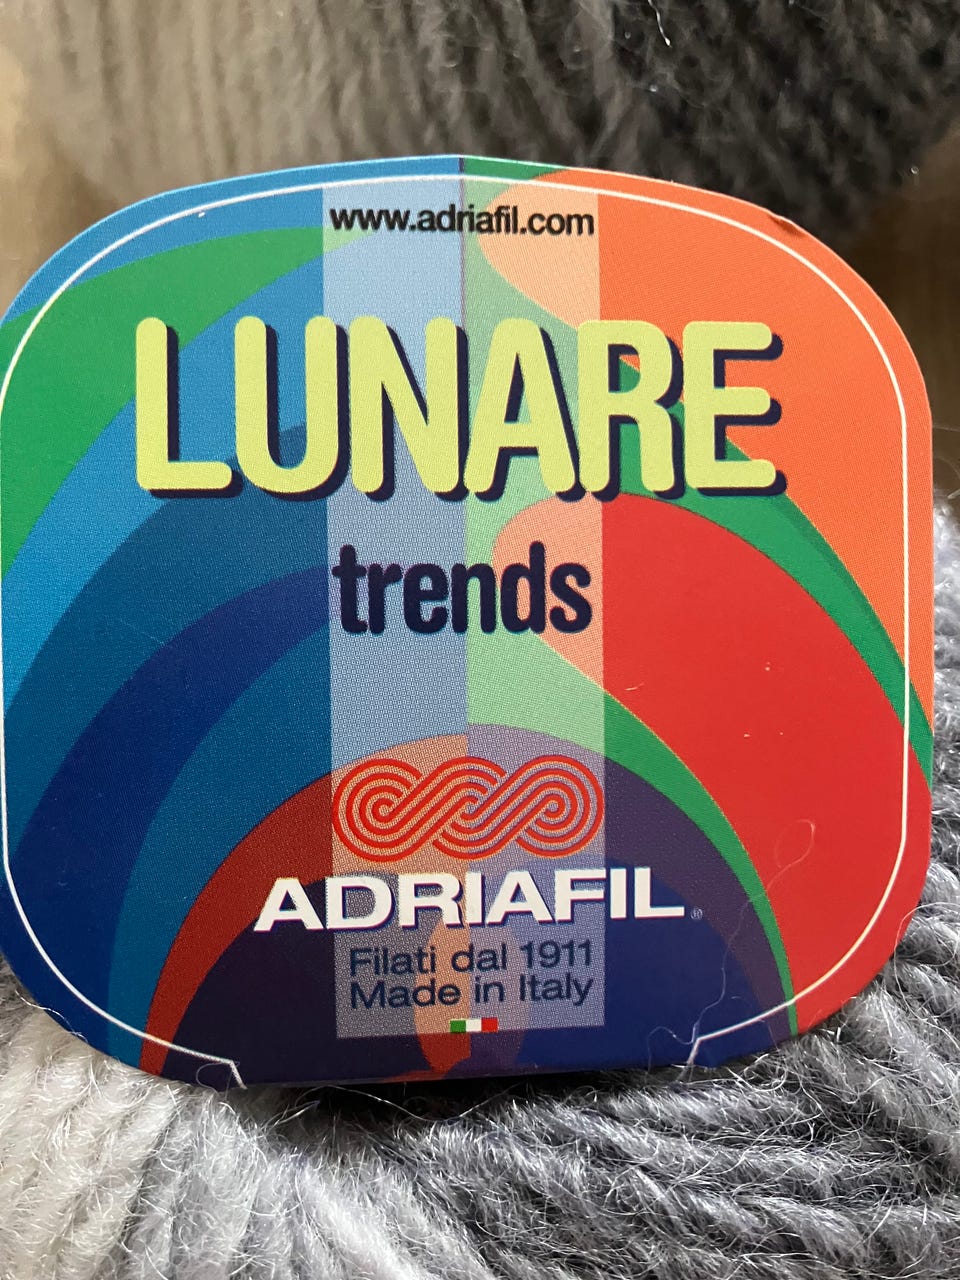 www.adriafil.com
LUNARE
trends
ADRIAFIL®
Filati dal 1911
Made in Italy